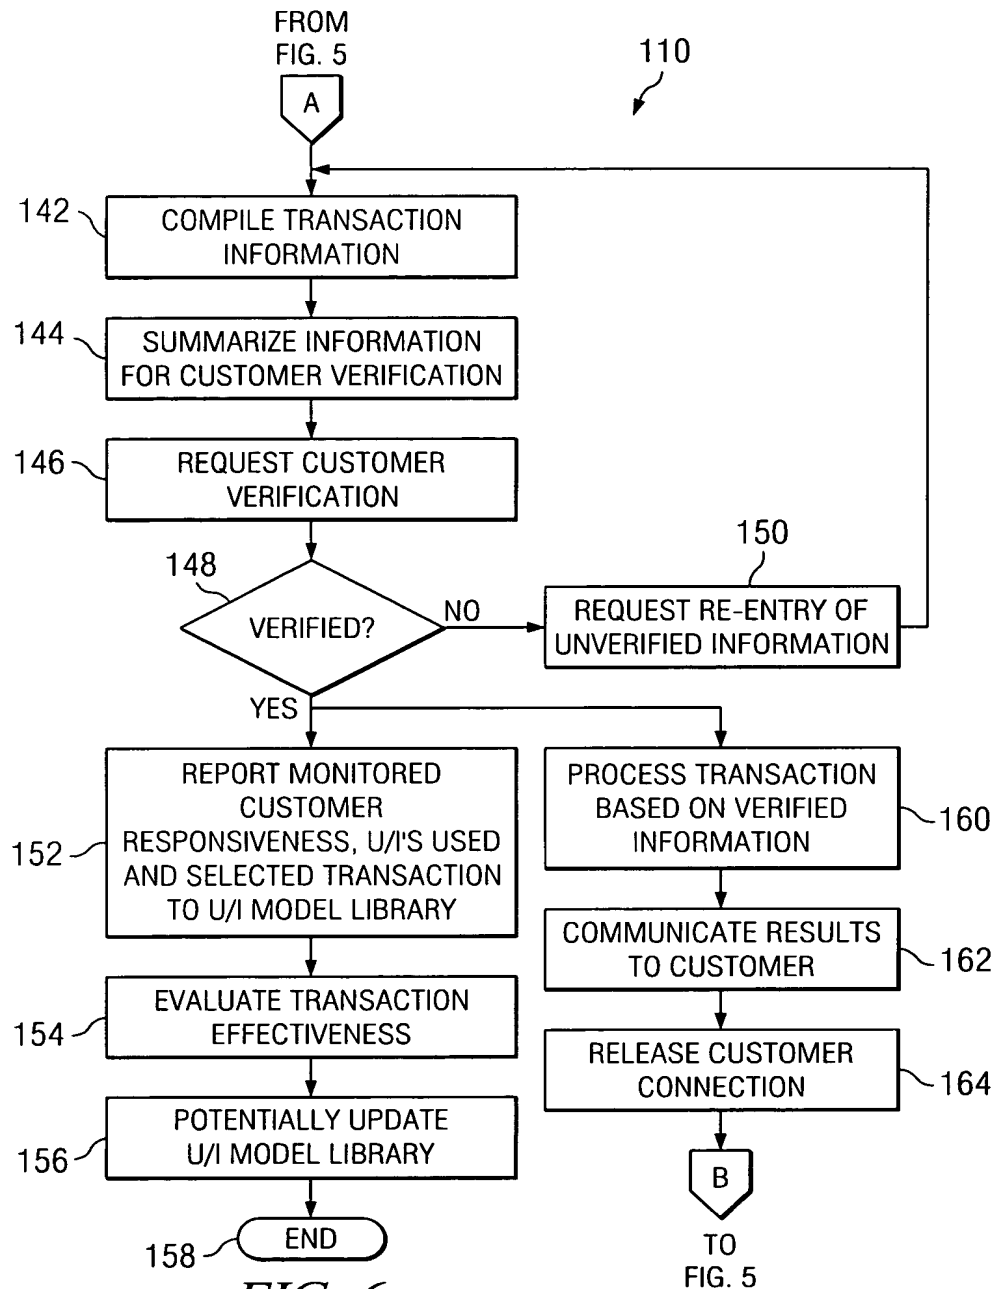 FROM
FIG. 5
A
110
142
COMPILE TRANSACTION
INFORMATION
144
SUMMARIZE INFORMATION
FOR CUSTOMER VERIFICATION
146
REQUEST CUSTOMER
VERIFICATION
148
VERIFIED?
NO
150
REQUEST RE-ENTRY OF
UNVERIFIED INFORMATION
YES
152
REPORT MONITORED
CUSTOMER
RESPONSIVENESS, U/I'S USED
AND SELECTED TRANSACTION
TO U/I MODEL LIBRARY
154
EVALUATE TRANSACTION
EFFECTIVENESS
156
POTENTIALLY UPDATE
U/I MODEL LIBRARY
158
END
PROCESS TRANSACTION
BASED ON VERIFIED
INFORMATION
160
COMMUNICATE RESULTS
TO CUSTOMER
162
RELEASE CUSTOMER
CONNECTION
164
B
TO
FIG. 5
FIG. 6